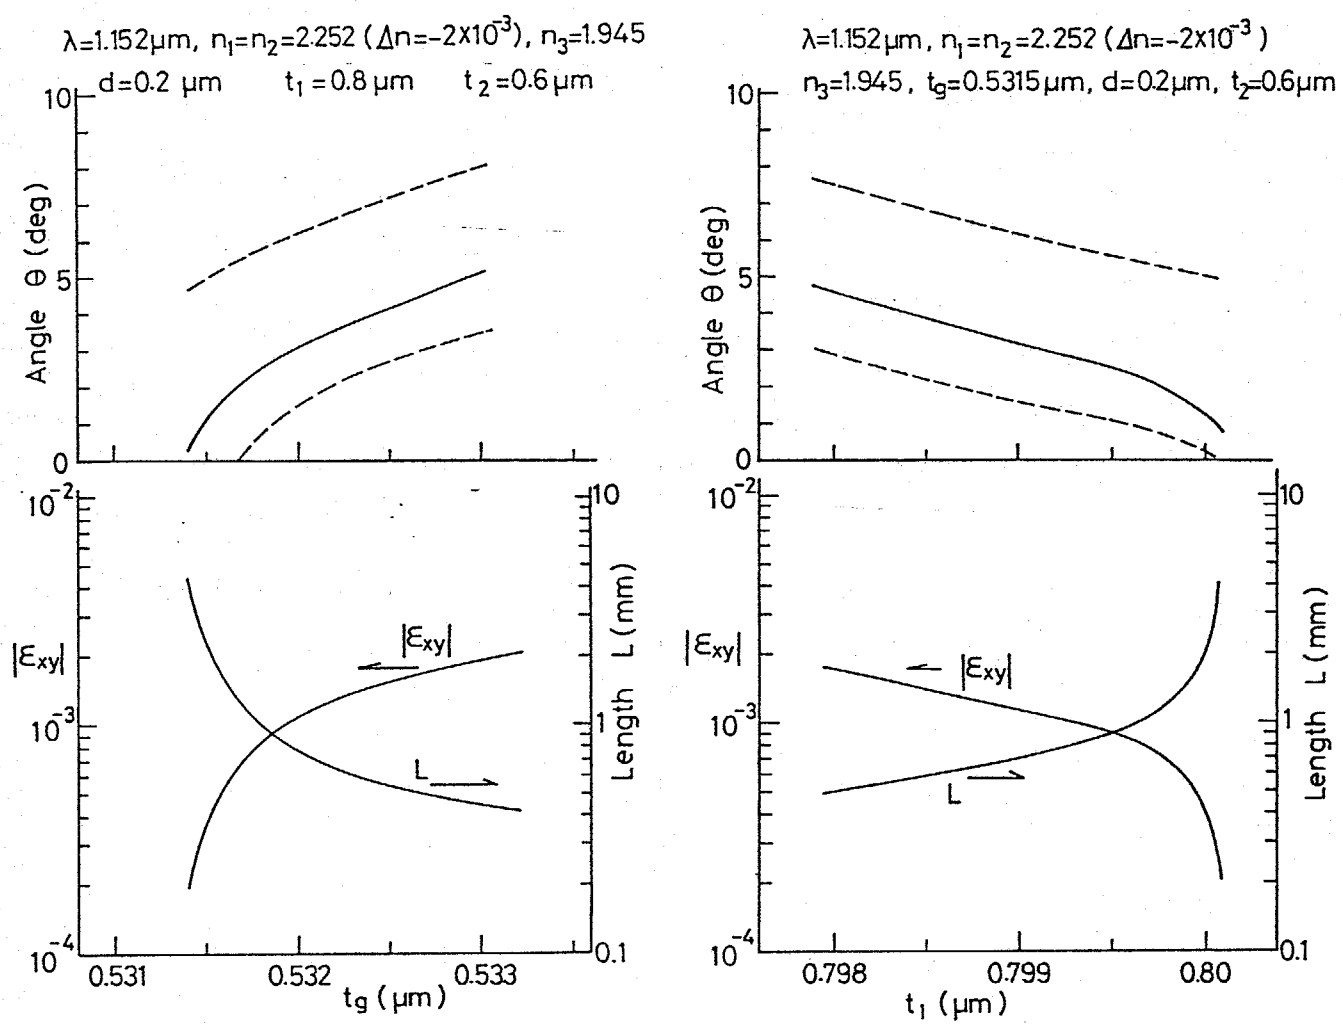 λ=1.152μm, n₁=n₂=2.252 (Δn=-2X10⁻³), n₃=1.945
d=0.2 μm t₁=0.8μm t₂=0.6μm
10
5
0
Angle θ (deg)
10⁻²
10⁻³
10⁻⁴
|εxy|
|εxy|
L
10
1
0.1
Length L (mm)
0.531 0.532 0.533
tg (μm)
λ=1.152μm, n₁=n₂=2.252 (Δn=-2X10⁻³)
n₃=1.945, tg=0.5315μm, d=0.2μm, t₂=0.6μm
10
5
0
Angle θ (deg)
10⁻²
10⁻³
10⁻⁴
|εxy|
|εxy|
L
10
1
0.1
Length L (mm)
0.798 0.799 0.80
t₁ (μm)